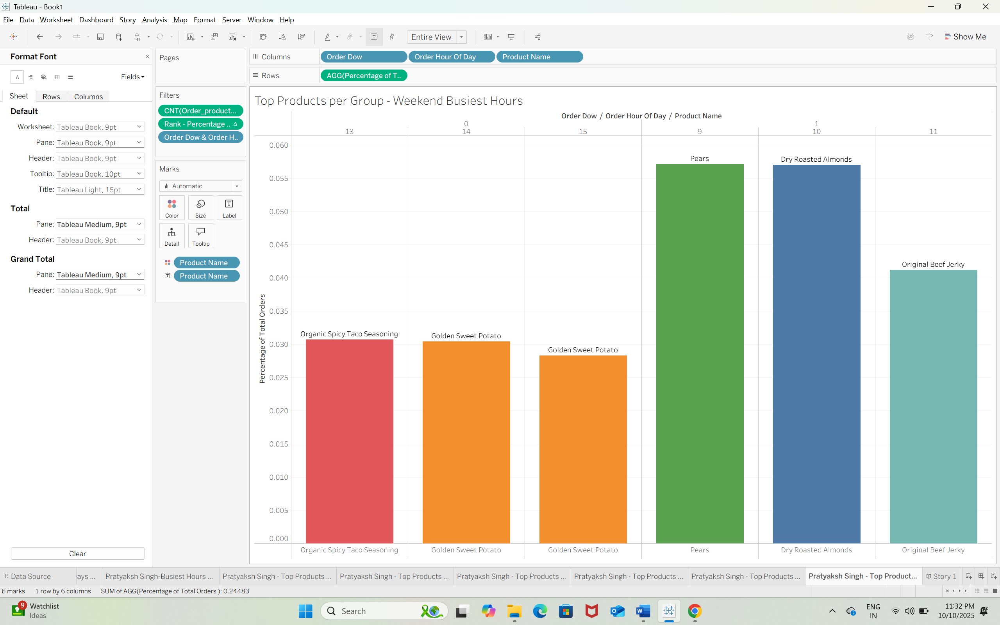 Tableau - Book1
File Data Worksheet Dashboard Story Analysis Map Format Server Window Help
Entire View
Show Me
Format Font
Fields
Sheet Rows Columns
Default
Worksheet: Tableau Book, 9pt
Pane: Tableau Book, 9pt
Header: Tableau Book, 9pt
Tooltip: Tableau Book, 10pt
Title: Tableau Light, 15pt
Total
Pane: Tableau Medium, 9pt
Header: Tableau Book, 9pt
Grand Total
Pane: Tableau Medium, 9pt
Header: Tableau Book, 9pt
Clear
Pages
Filters
CNT(Order_product...
Rank - Percentage .. Δ
Order Dow & Order H..
Marks
Automatic
Color Size Label
Detail Tooltip
Product Name
Product Name
Columns Order Dow Order Hour Of Day Product Name
Rows AGG(Percentage of T..
Top Products per Group - Weekend Busiest Hours
Order Dow / Order Hour Of Day / Product Name
0 1
13 14 15 9 10 11
Percentage of Total Orders
0.060
0.055
0.050
0.045
0.040
0.035
0.030
0.025
0.020
0.015
0.010
0.005
0.000
Organic Spicy Taco Seasoning
Golden Sweet Potato
Golden Sweet Potato
Pears
Dry Roasted Almonds
Original Beef Jerky
Organic Spicy Taco Seasoning Golden Sweet Potato Golden Sweet Potato Pears Dry Roasted Almonds Original Beef Jerky
Data Source ays ... Pratyaksh Singh-Busiest Hours ... Pratyaksh Singh - Top Products ... Pratyaksh Singh - Top Products ... Pratyaksh Singh - Top Products ... Pratyaksh Singh - Top Products ... Pratyaksh Singh - Top Products ... Pratyaksh Singh - Top Product... Story 1
6 marks 1 row by 6 columns SUM of AGG(Percentage of Total Orders ): 0.24483
9
Watchlist
Ideas
Search
ENG
IN
11:32 PM
10/10/2025